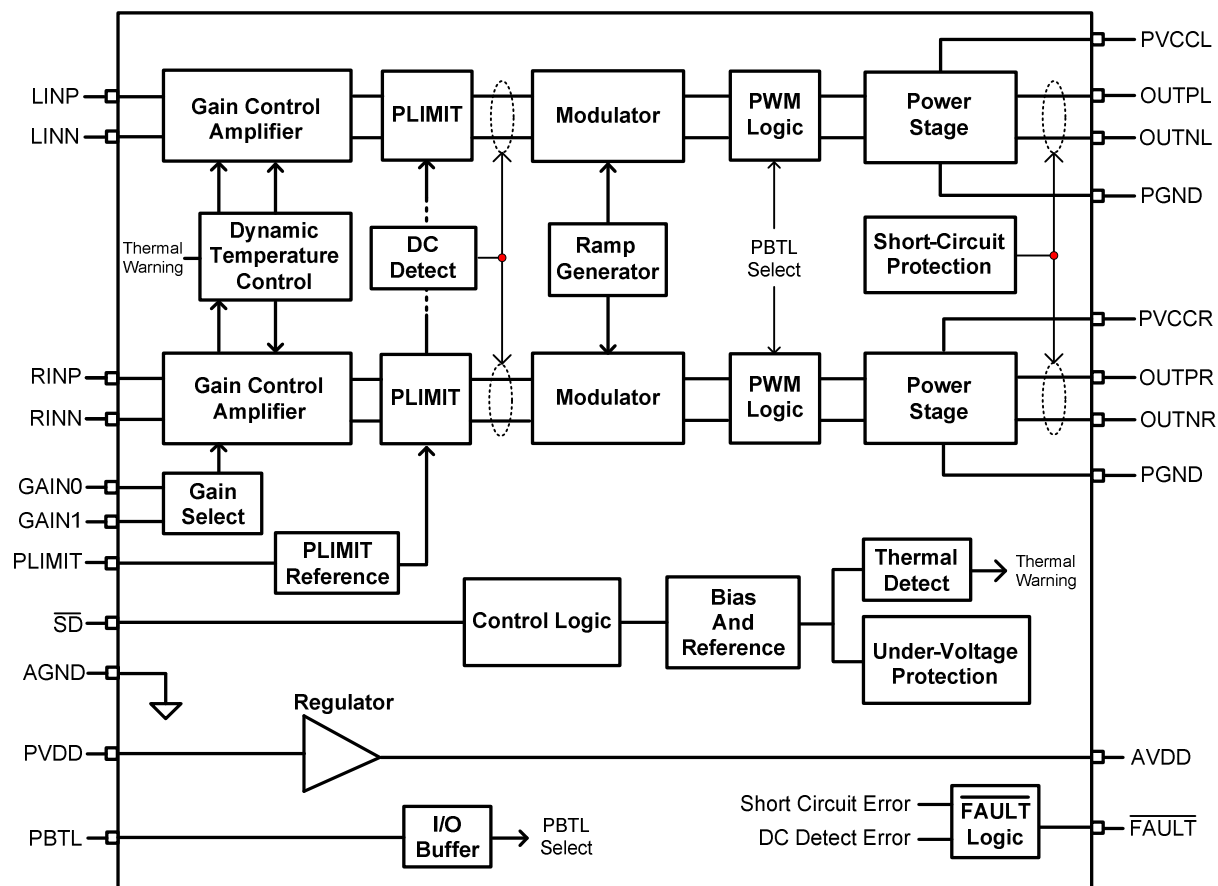 PVCCL
LINP
LINN
Gain Control
Amplifier
PLIMIT
Modulator
PWM
Logic
Power
Stage
OUTPL
OUTNL
PGND
Thermal
Warning
Dynamic
Temperature
Control
DC
Detect
Ramp
Generator
PBTL
Select
Short-Circuit
Protection
PVCCR
RINP
RINN
Gain Control
Amplifier
PLIMIT
Modulator
PWM
Logic
Power
Stage
OUTPR
OUTNR
PGND
GAIN0
GAIN1
Gain
Select
PLIMIT
PLIMIT
Reference
Thermal
Detect
Thermal
Warning
SD
Control Logic
Bias
And
Reference
Under-Voltage
Protection
AGND
Regulator
PVDD
AVDD
PBTL
I/O
Buffer
PBTL
Select
Short Circuit Error
DC Detect Error
FAULT
Logic
FAULT